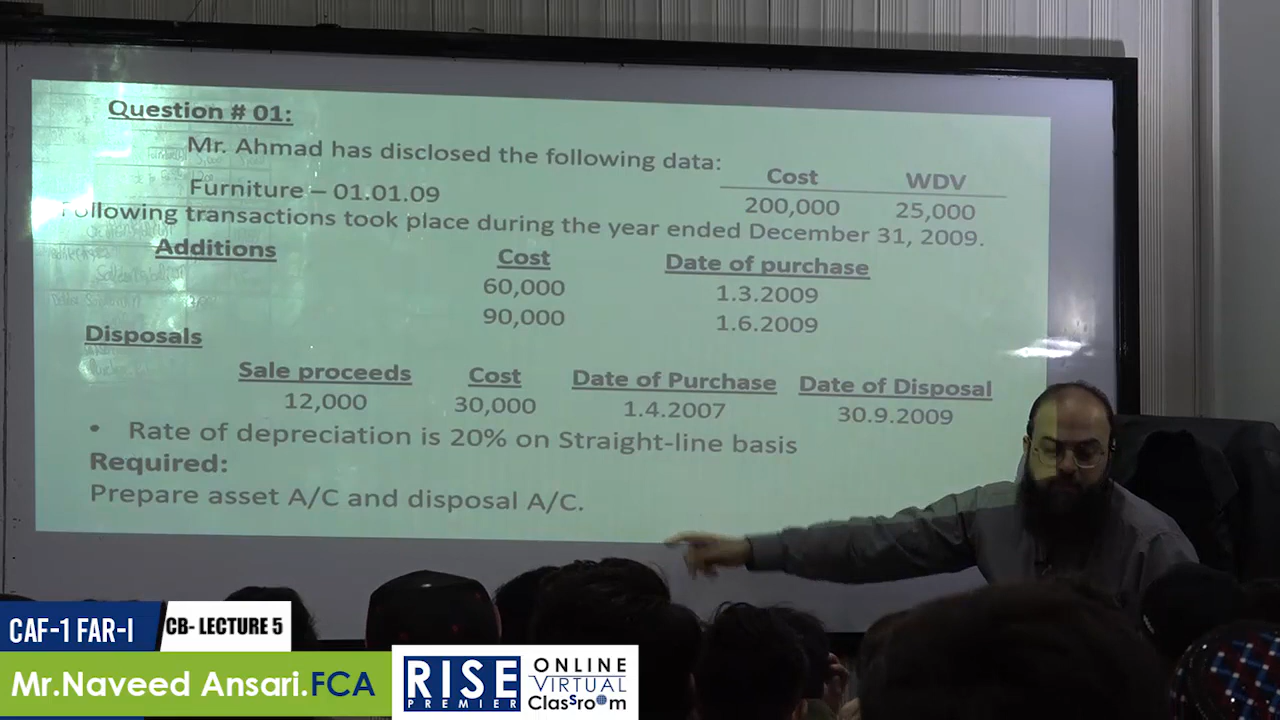 Question # 01:
Mr. Ahmad has disclosed the following data:
Cost WDV
Furniture – 01.01.09 200,000 25,000
Following transactions took place during the year ended December 31, 2009.
Additions Cost Date of purchase
60,000 1.3.2009
90,000 1.6.2009
Disposals
Sale proceeds Cost Date of Purchase Date of Disposal
12,000 30,000 1.4.2007 30.9.2009
• Rate of depreciation is 20% on Straight-line basis
Required:
Prepare asset A/C and disposal A/C.
CAF-1 FAR-I CB- LECTURE 5
Mr.Naveed Ansari.FCA
RISE
PREMIER
ONLINE
VIRTUAL
Classroom